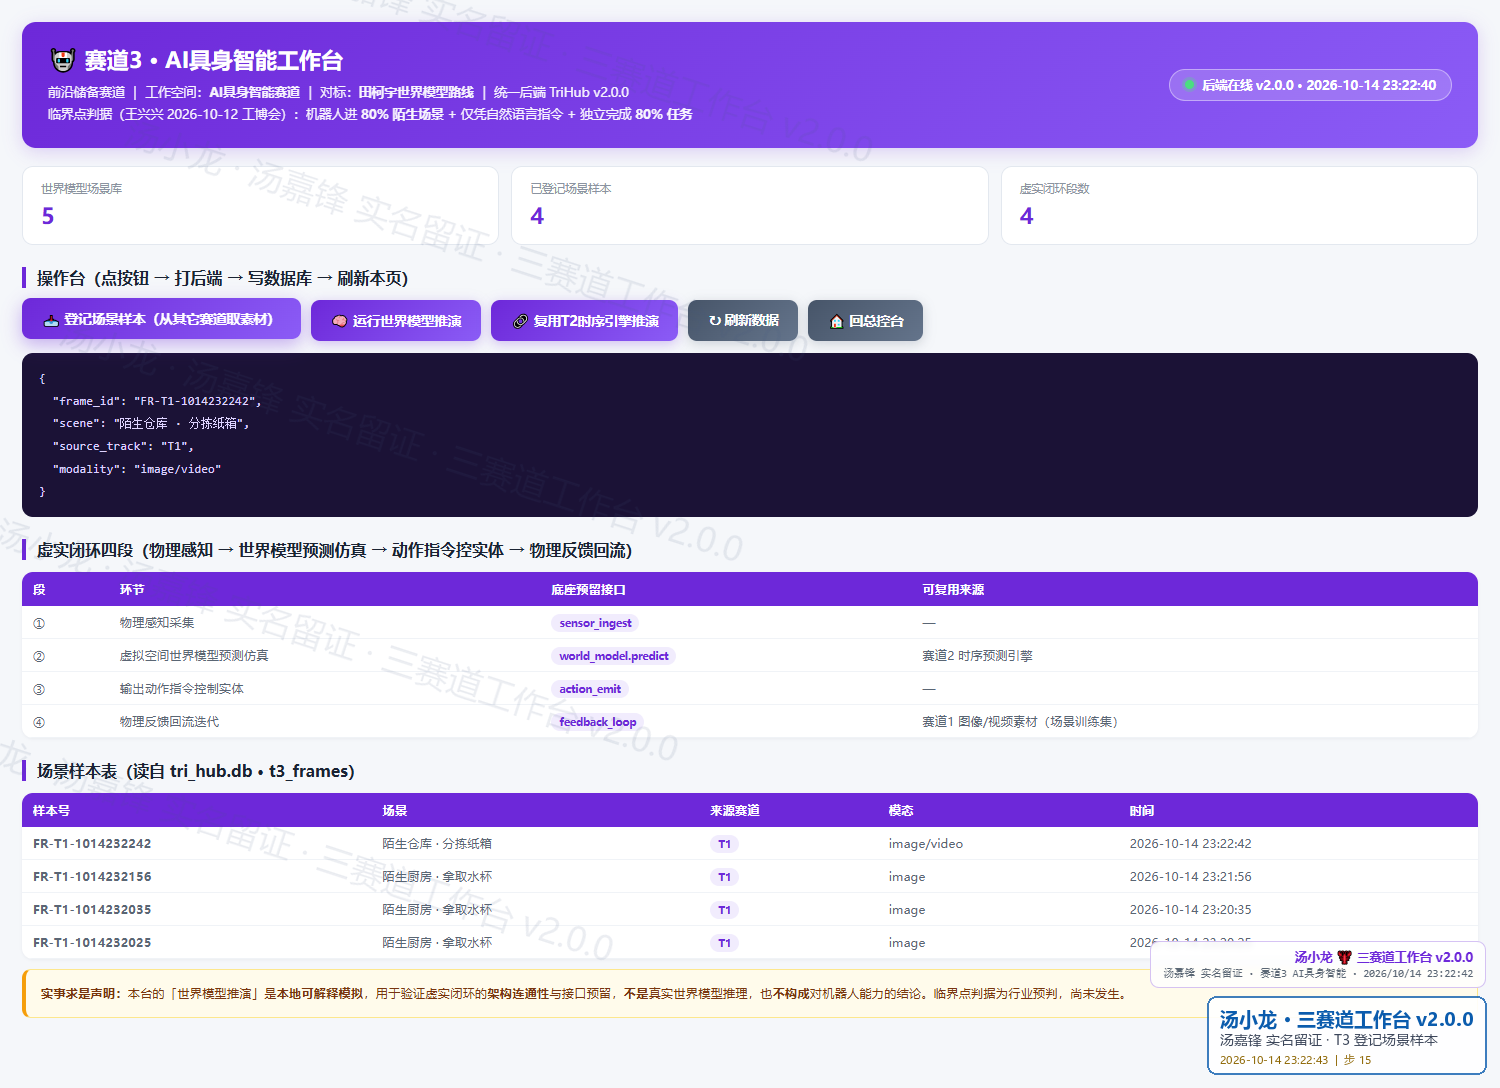 赛道3 • AI具身智能工作台
前沿储备赛道 | 工作空间：AI具身智能赛道 | 对标：田柯宇世界模型路线 | 统一后端 TriHub v2.0.0
临界点判据（王兴兴 2026-10-12 工博会）：机器人进 80% 陌生场景 + 仅凭自然语言指令 + 独立完成 80% 任务
后端在线 v2.0.0 • 2026-10-14 23:22:40
世界模型场景库
5
已登记场景样本
4
虚实闭环段数
4
操作台（点按钮 → 打后端 → 写数据库 → 刷新本页）
登记场景样本（从其它赛道取素材）
运行世界模型推演
复用T2时序引擎推演
↻ 刷新数据
回总控台
{
"frame_id": "FR-T1-1014232242",
"scene": "陌生仓库 · 分拣纸箱",
"source_track": "T1",
"modality": "image/video"
}
虚实闭环四段（物理感知 → 世界模型预测仿真 → 动作指令控实体 → 物理反馈回流）
段 环节 底座预留接口 可复用来源
① 物理感知采集 sensor_ingest —
② 虚拟空间世界模型预测仿真 world_model.predict 赛道2 时序预测引擎
③ 输出动作指令控制实体 action_emit —
④ 物理反馈回流迭代 feedback_loop 赛道1 图像/视频素材（场景训练集）
场景样本表（读自 tri_hub.db • t3_frames）
样本号 场景 来源赛道 模态 时间
FR-T1-1014232242 陌生仓库 · 分拣纸箱 T1 image/video 2026-10-14 23:22:42
FR-T1-1014232156 陌生厨房 · 拿取水杯 T1 image 2026-10-14 23:21:56
FR-T1-1014232035 陌生厨房 · 拿取水杯 T1 image 2026-10-14 23:20:35
FR-T1-1014232025 陌生厨房 · 拿取水杯 T1 image 2026-10-14 23:20:25
实事求是声明：本台的「世界模型推演」是本地可解释模拟，用于验证虚实闭环的架构连通性与接口预留，不是真实世界模型推理，也不构成对机器人能力的结论。临界点判据为行业预判，尚未发生。
汤小龙 三赛道工作台 v2.0.0
汤嘉锋 实名留证 · 赛道3 AI具身智能 · 2026/10/14 23:22:42
汤小龙 • 三赛道工作台 v2.0.0
汤嘉锋 实名留证 · T3 登记场景样本
2026-10-14 23:22:43 | 步 15
汤小龙 · 汤嘉锋 实名留证 · 三赛道工作台 v2.0.0